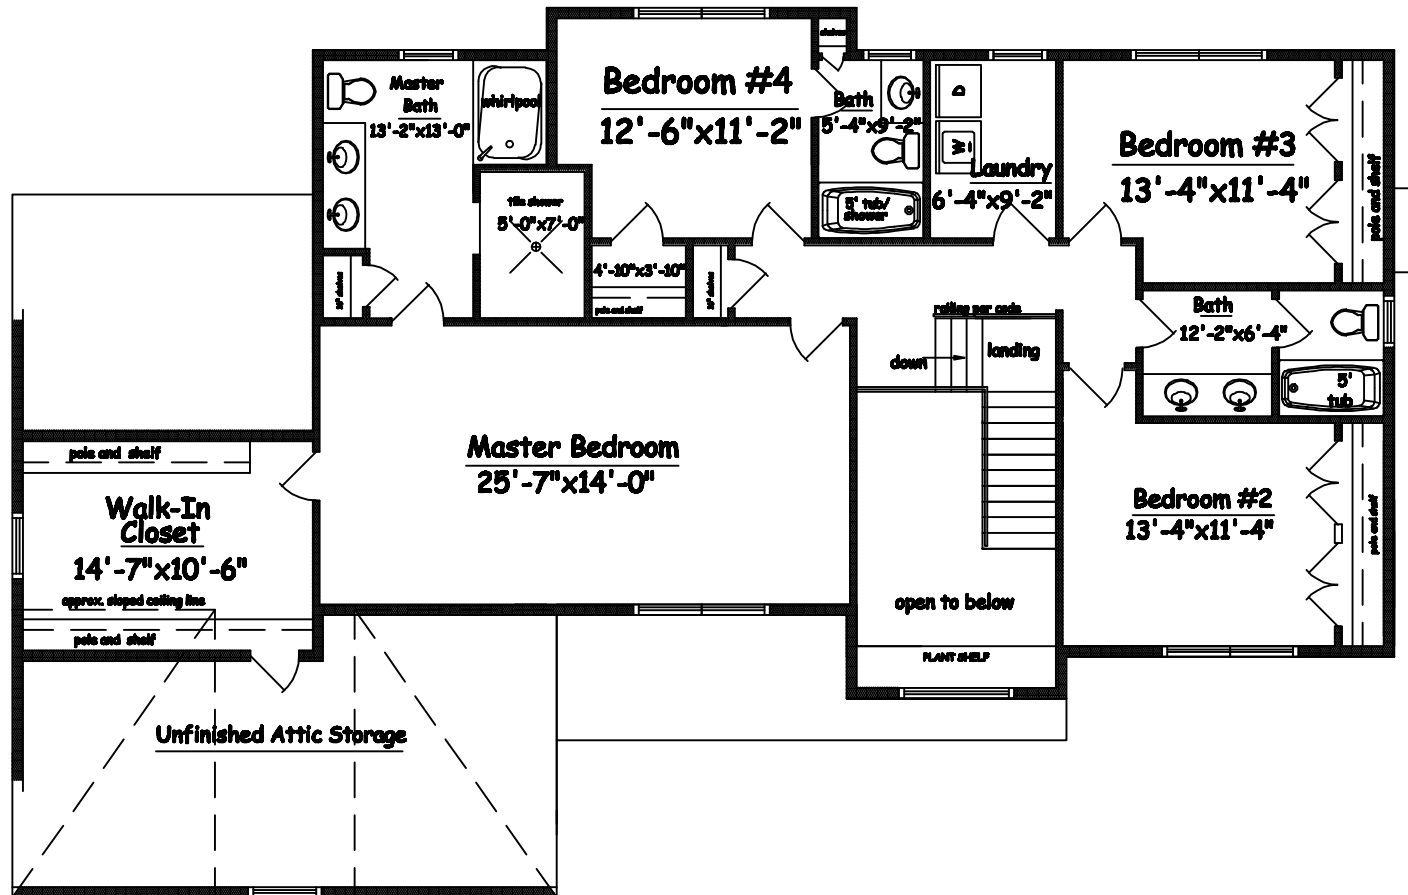 shelves
Bedroom #4
12'-6"x11'-2"
Master
Bath
13'-2"x13'-0"
whirlpool
Bath
5'-4"x9'-2"
D
W
Laundry
6'-4"x9'-2"
Bedroom #3
13'-4"x11'-4"
pole and shelf
tile shower
5'-0"x7'-0"
5' tub/
shower
4'-10"x3'-10"
pole and shelf
shelves
shelves
railing per code
down
landing
Bath
12'-2"x6'-4"
5'
tub
Master Bedroom
25'-7"x14'-0"
pole and shelf
Walk-In
Closet
14'-7"x10'-6"
approx. sloped ceiling line
pole and shelf
Bedroom #2
13'-4"x11'-4"
pole and shelf
open to below
PLANT SHELF
Unfinished Attic Storage